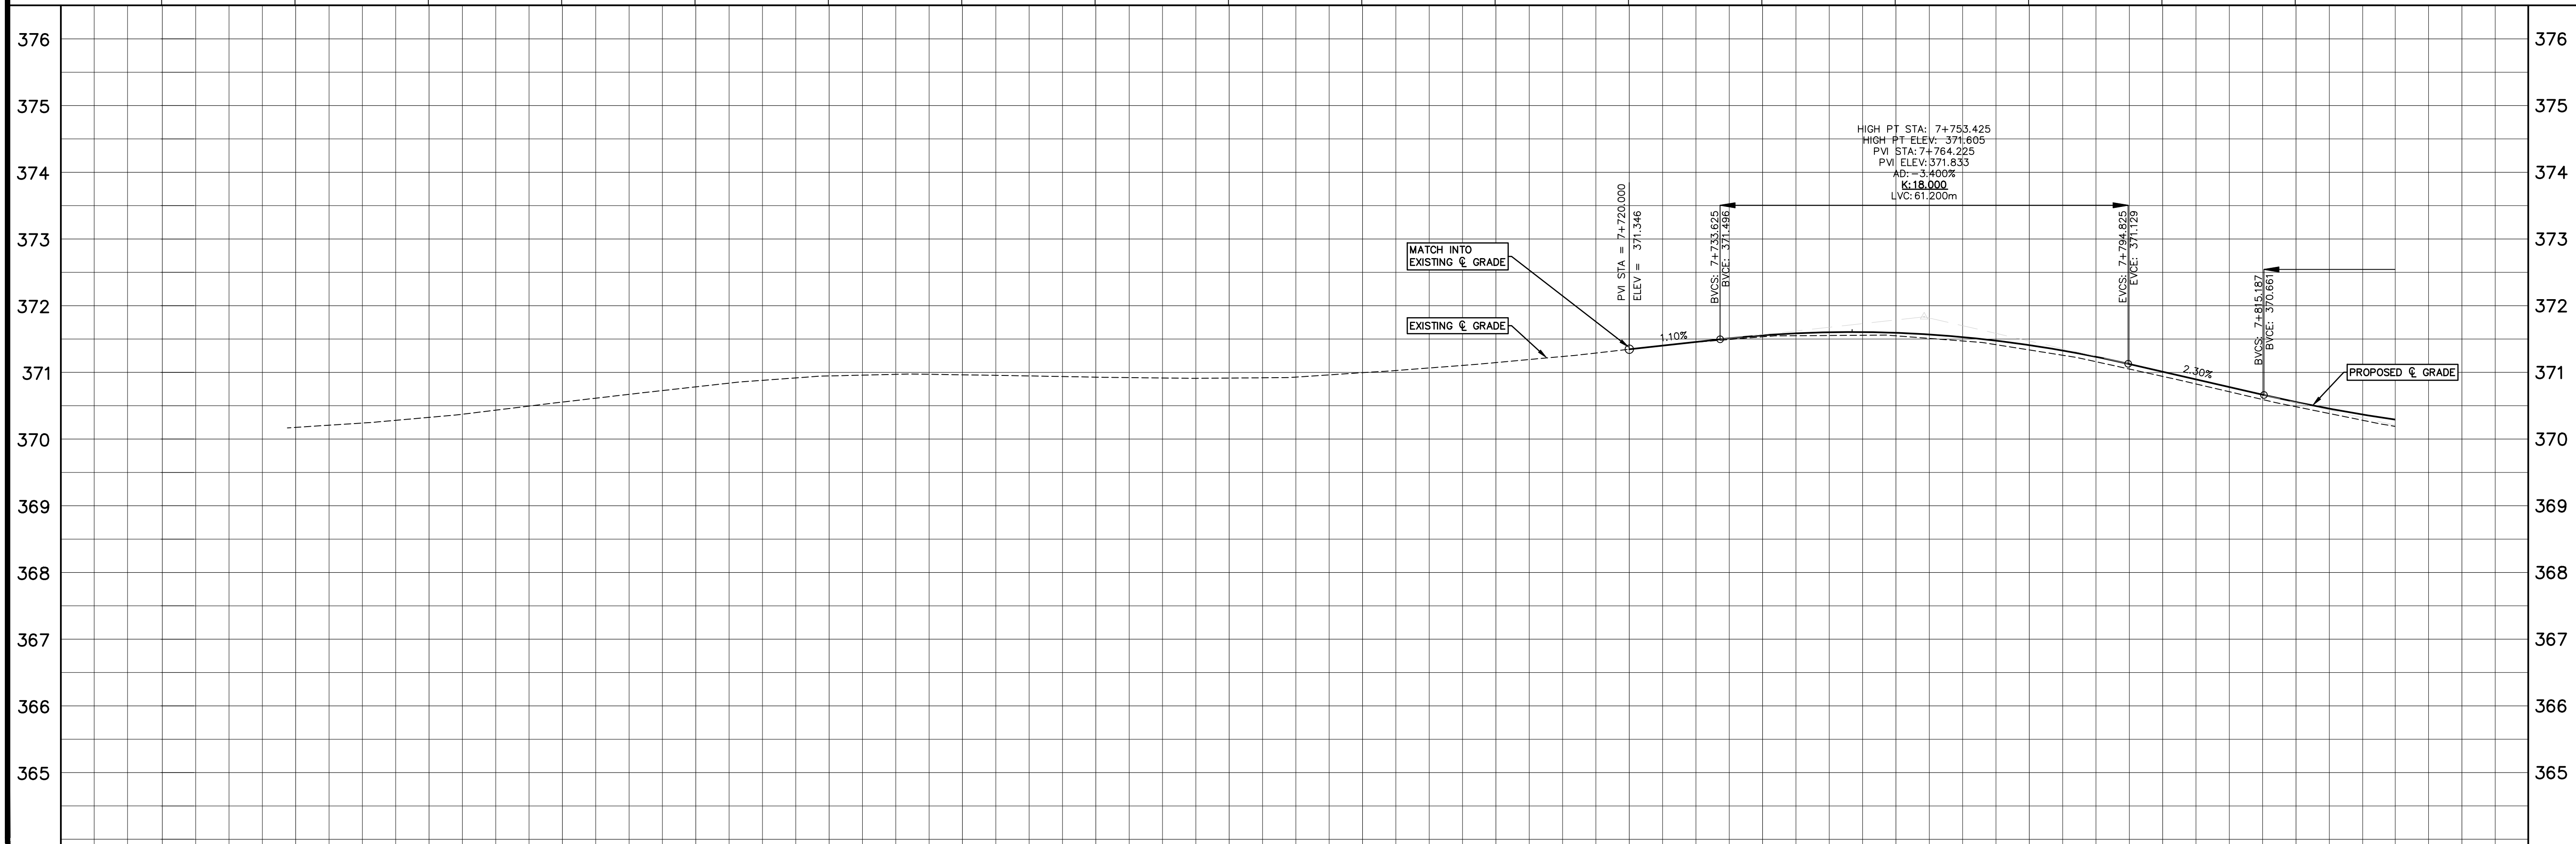 376
376
375
375
HIGH PT STA: 7+753.425
HIGH PT ELEV: 371.605
PVI STA: 7+764.225
PVI ELEV: 371.833
AD: -3.400%
K: 18.000
LVC: 61.200m
374
374
PVI STA = 7+720.000
ELEV = 371.346
BVCS: 7+733.625
BVCE: 371.496
EVCS: 7+794.825
EVCE: 371.129
373
373
MATCH INTO
EXISTING ℄ GRADE
BVCS: 7+815.187
BVCE: 370.661
372
372
EXISTING ℄ GRADE
1.10%
371
371
2.30%
PROPOSED ℄ GRADE
370
370
369
369
368
368
367
367
366
366
365
365